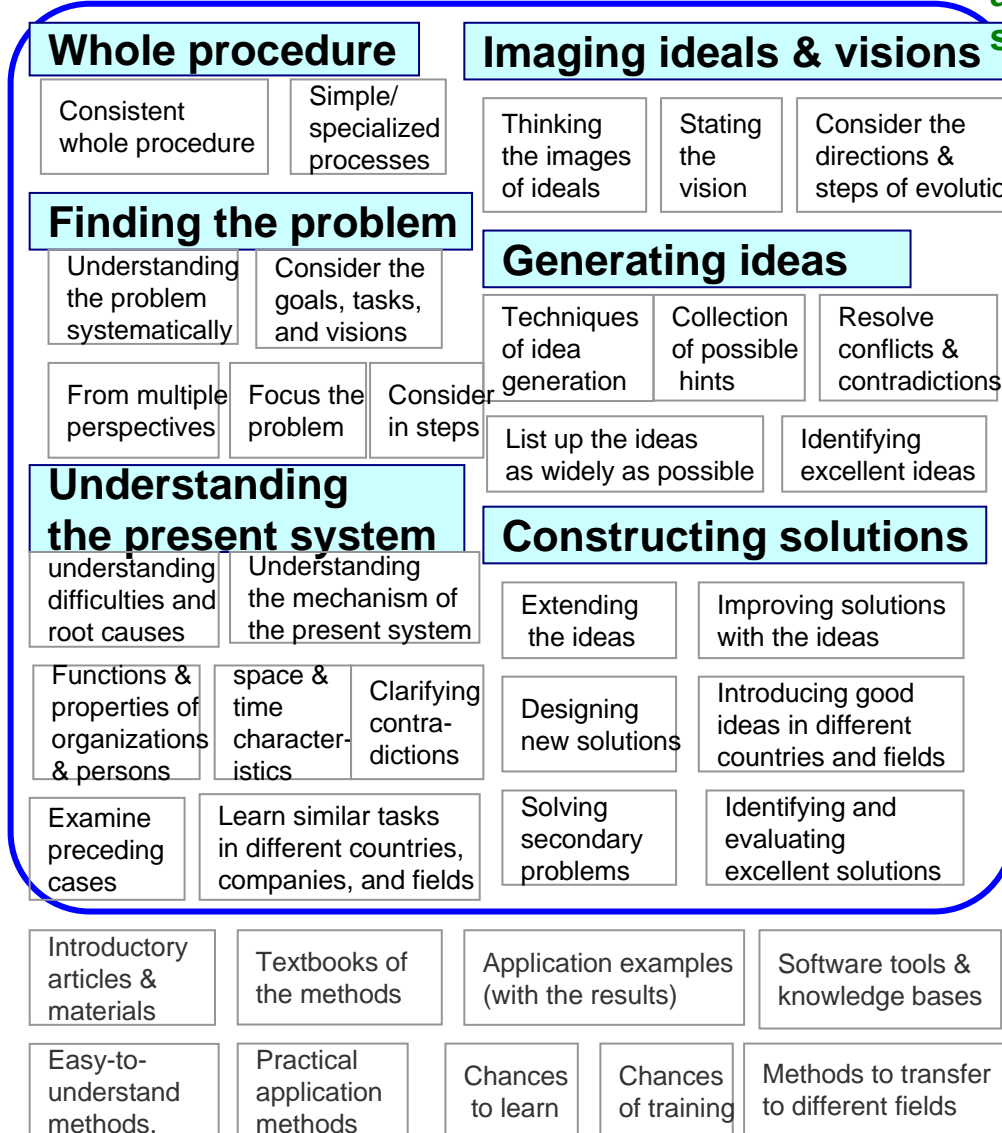 Whole procedure
Consistent
whole procedure
Simple/
specialized
processes
Finding the problem
Understanding
the problem
systematically
Consider the
goals, tasks,
and visions
From multiple
perspectives
Focus the
problem
Consider
in steps
Understanding
the present system
understanding
difficulties and
root causes
Understanding
the mechanism of
the present system
Functions &
properties of
organizations
& persons
space &
time
character-
istics
Clarifying
contra-
dictions
Examine
preceding
cases
Learn similar tasks
in different countries,
companies, and fields
Imaging ideals & visions
Thinking
the images
of ideals
Stating
the
vision
Consider the
directions &
steps of evolutio
Generating ideas
Techniques
of idea
generation
Collection
of possible
hints
Resolve
conflicts &
contradictions
List up the ideas
as widely as possible
Identifying
excellent ideas
Constructing solutions
Extending
the ideas
Improving solutions
with the ideas
Designing
new solutions
Introducing good
ideas in different
countries and fields
Solving
secondary
problems
Identifying and
evaluating
excellent solutions
Introductory
articles &
materials
Textbooks of
the methods
Application examples
(with the results)
Software tools &
knowledge bases
Easy-to-
understand
methods.
Practical
application
methods
Chances
to learn
Chances
of training
Methods to transfer
to different fields